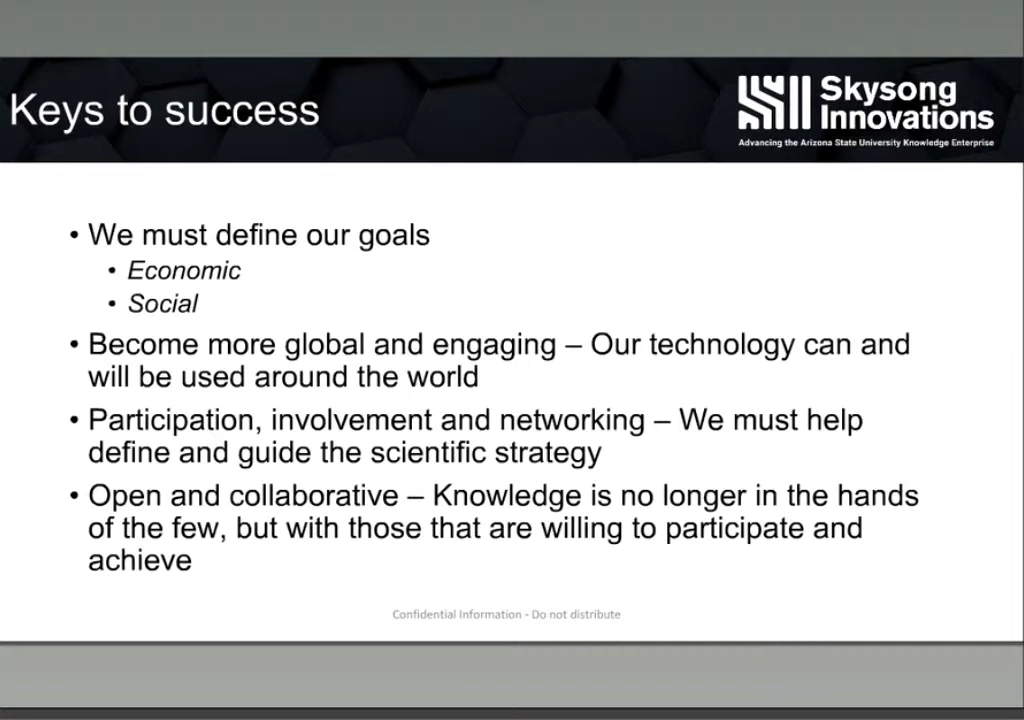 Keys to success
Skysong
Innovations
Advancing the Arizona State University Knowledge Enterprise
• We must define our goals
• Economic
• Social
• Become more global and engaging – Our technology can and
will be used around the world
• Participation, involvement and networking – We must help
define and guide the scientific strategy
• Open and collaborative – Knowledge is no longer in the hands
of the few, but with those that are willing to participate and
achieve
Confidential Information - Do not distribute